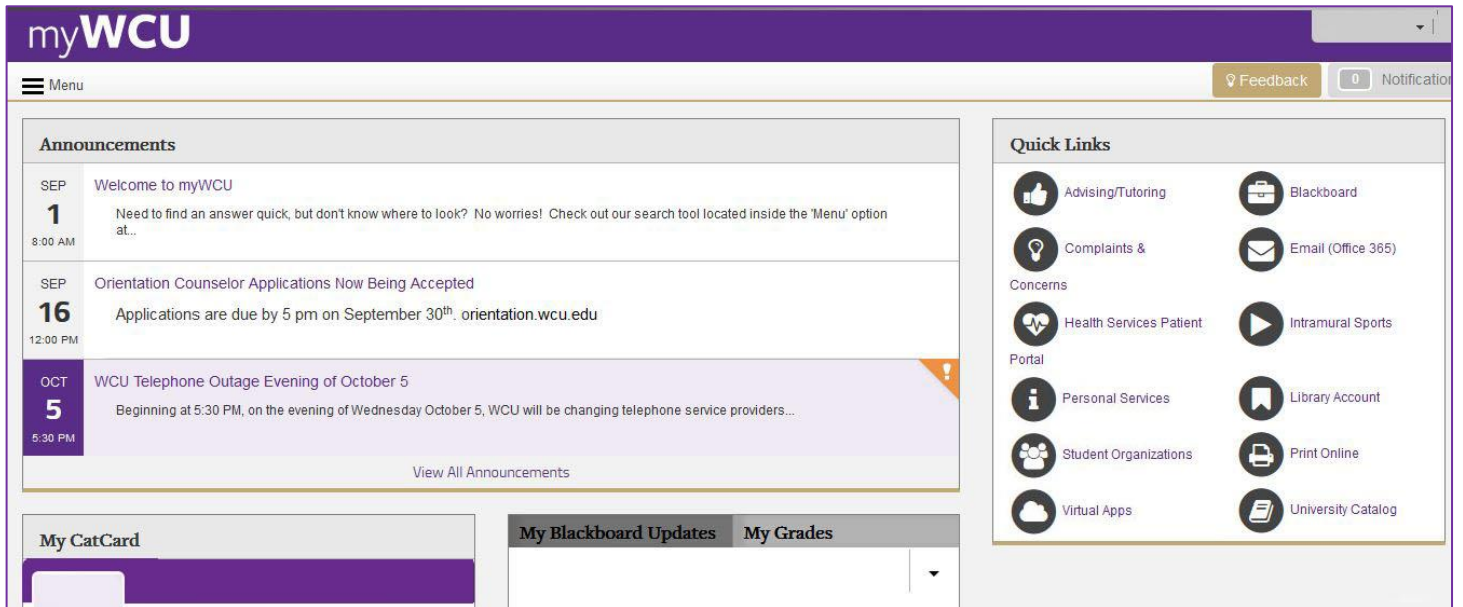 myWCU
Menu
Feedback
0 Notification
Announcements
SEP
1
8:00 AM
Welcome to myWCU
Need to find an answer quick, but don't know where to look? No worries! Check out our search tool located inside the 'Menu' option
at...
SEP
16
12:00 PM
Orientation Counselor Applications Now Being Accepted
Applications are due by 5 pm on September 30th. orientation.wcu.edu
OCT
5
5:30 PM
WCU Telephone Outage Evening of October 5
Beginning at 5:30 PM, on the evening of Wednesday October 5, WCU will be changing telephone service providers...
!
View All Announcements
Quick Links
Advising/Tutoring
Blackboard
Complaints &
Concerns
Email (Office 365)
Health Services Patient
Portal
Intramural Sports
Personal Services
Library Account
Student Organizations
Print Online
Virtual Apps
University Catalog
My CatCard
My Blackboard Updates
My Grades